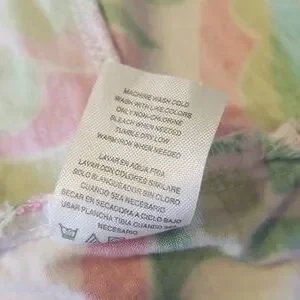 MACHINE WASH COLD
WASH WITH LIKE COLORS
ONLY NON-CHLORINE
BLEACH WHEN NEEDED
TUMBLE DRY LOW
WARM IRON WHEN NEEDED
LAVAR EN AGUA FRIA
LAVAR CON COLORES SIMILARE
SOLO BLANQUEADOR SIN CLORO
CUANDO SEA NECESARIO
SECAR EN SECADORA A CICLO BAJO
USAR PLANCHA TIBIA CUANDO SEA
NECESARIO